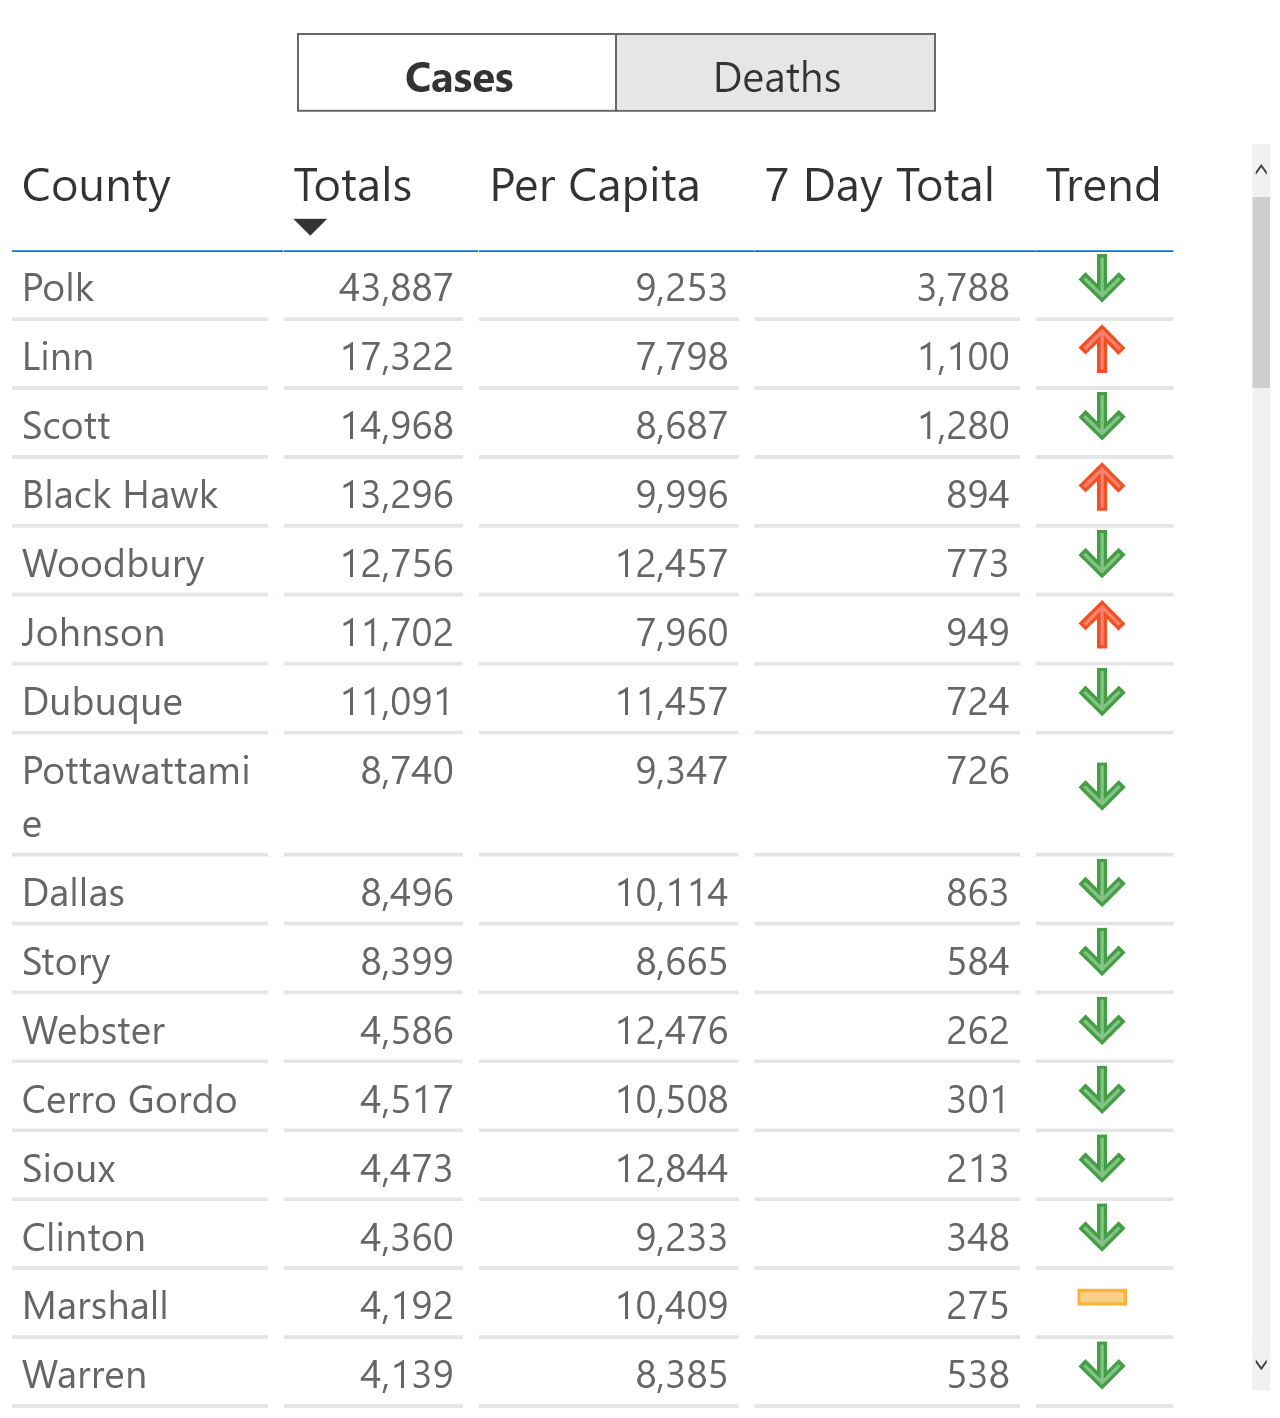 Cases Deaths
County Totals Per Capita 7 Day Total Trend
Polk 43,887 9,253 3,788
Linn 17,322 7,798 1,100
Scott 14,968 8,687 1,280
Black Hawk 13,296 9,996 894
Woodbury 12,756 12,457 773
Johnson 11,702 7,960 949
Dubuque 11,091 11,457 724
Pottawattami 8,740 9,347 726
e
Dallas 8,496 10,114 863
Story 8,399 8,665 584
Webster 4,586 12,476 262
Cerro Gordo 4,517 10,508 301
Sioux 4,473 12,844 213
Clinton 4,360 9,233 348
Marshall 4,192 10,409 275
Warren 4,139 8,385 538